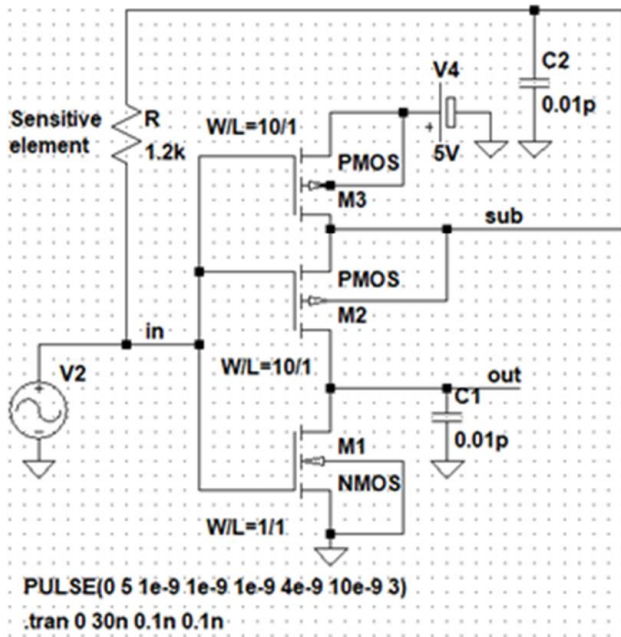 C2
0.01p
V4
5V
Sensitive
element
R
1.2k
W/L=10/1
+
PMOS
M3
sub
PMOS
M2
in
V2
W/L=10/1
out
C1
0.01p
M1
NMOS
W/L=1/1
PULSE(0 5 1e-9 1e-9 1e-9 4e-9 10e-9 3)
.tran 0 30n 0.1n 0.1n